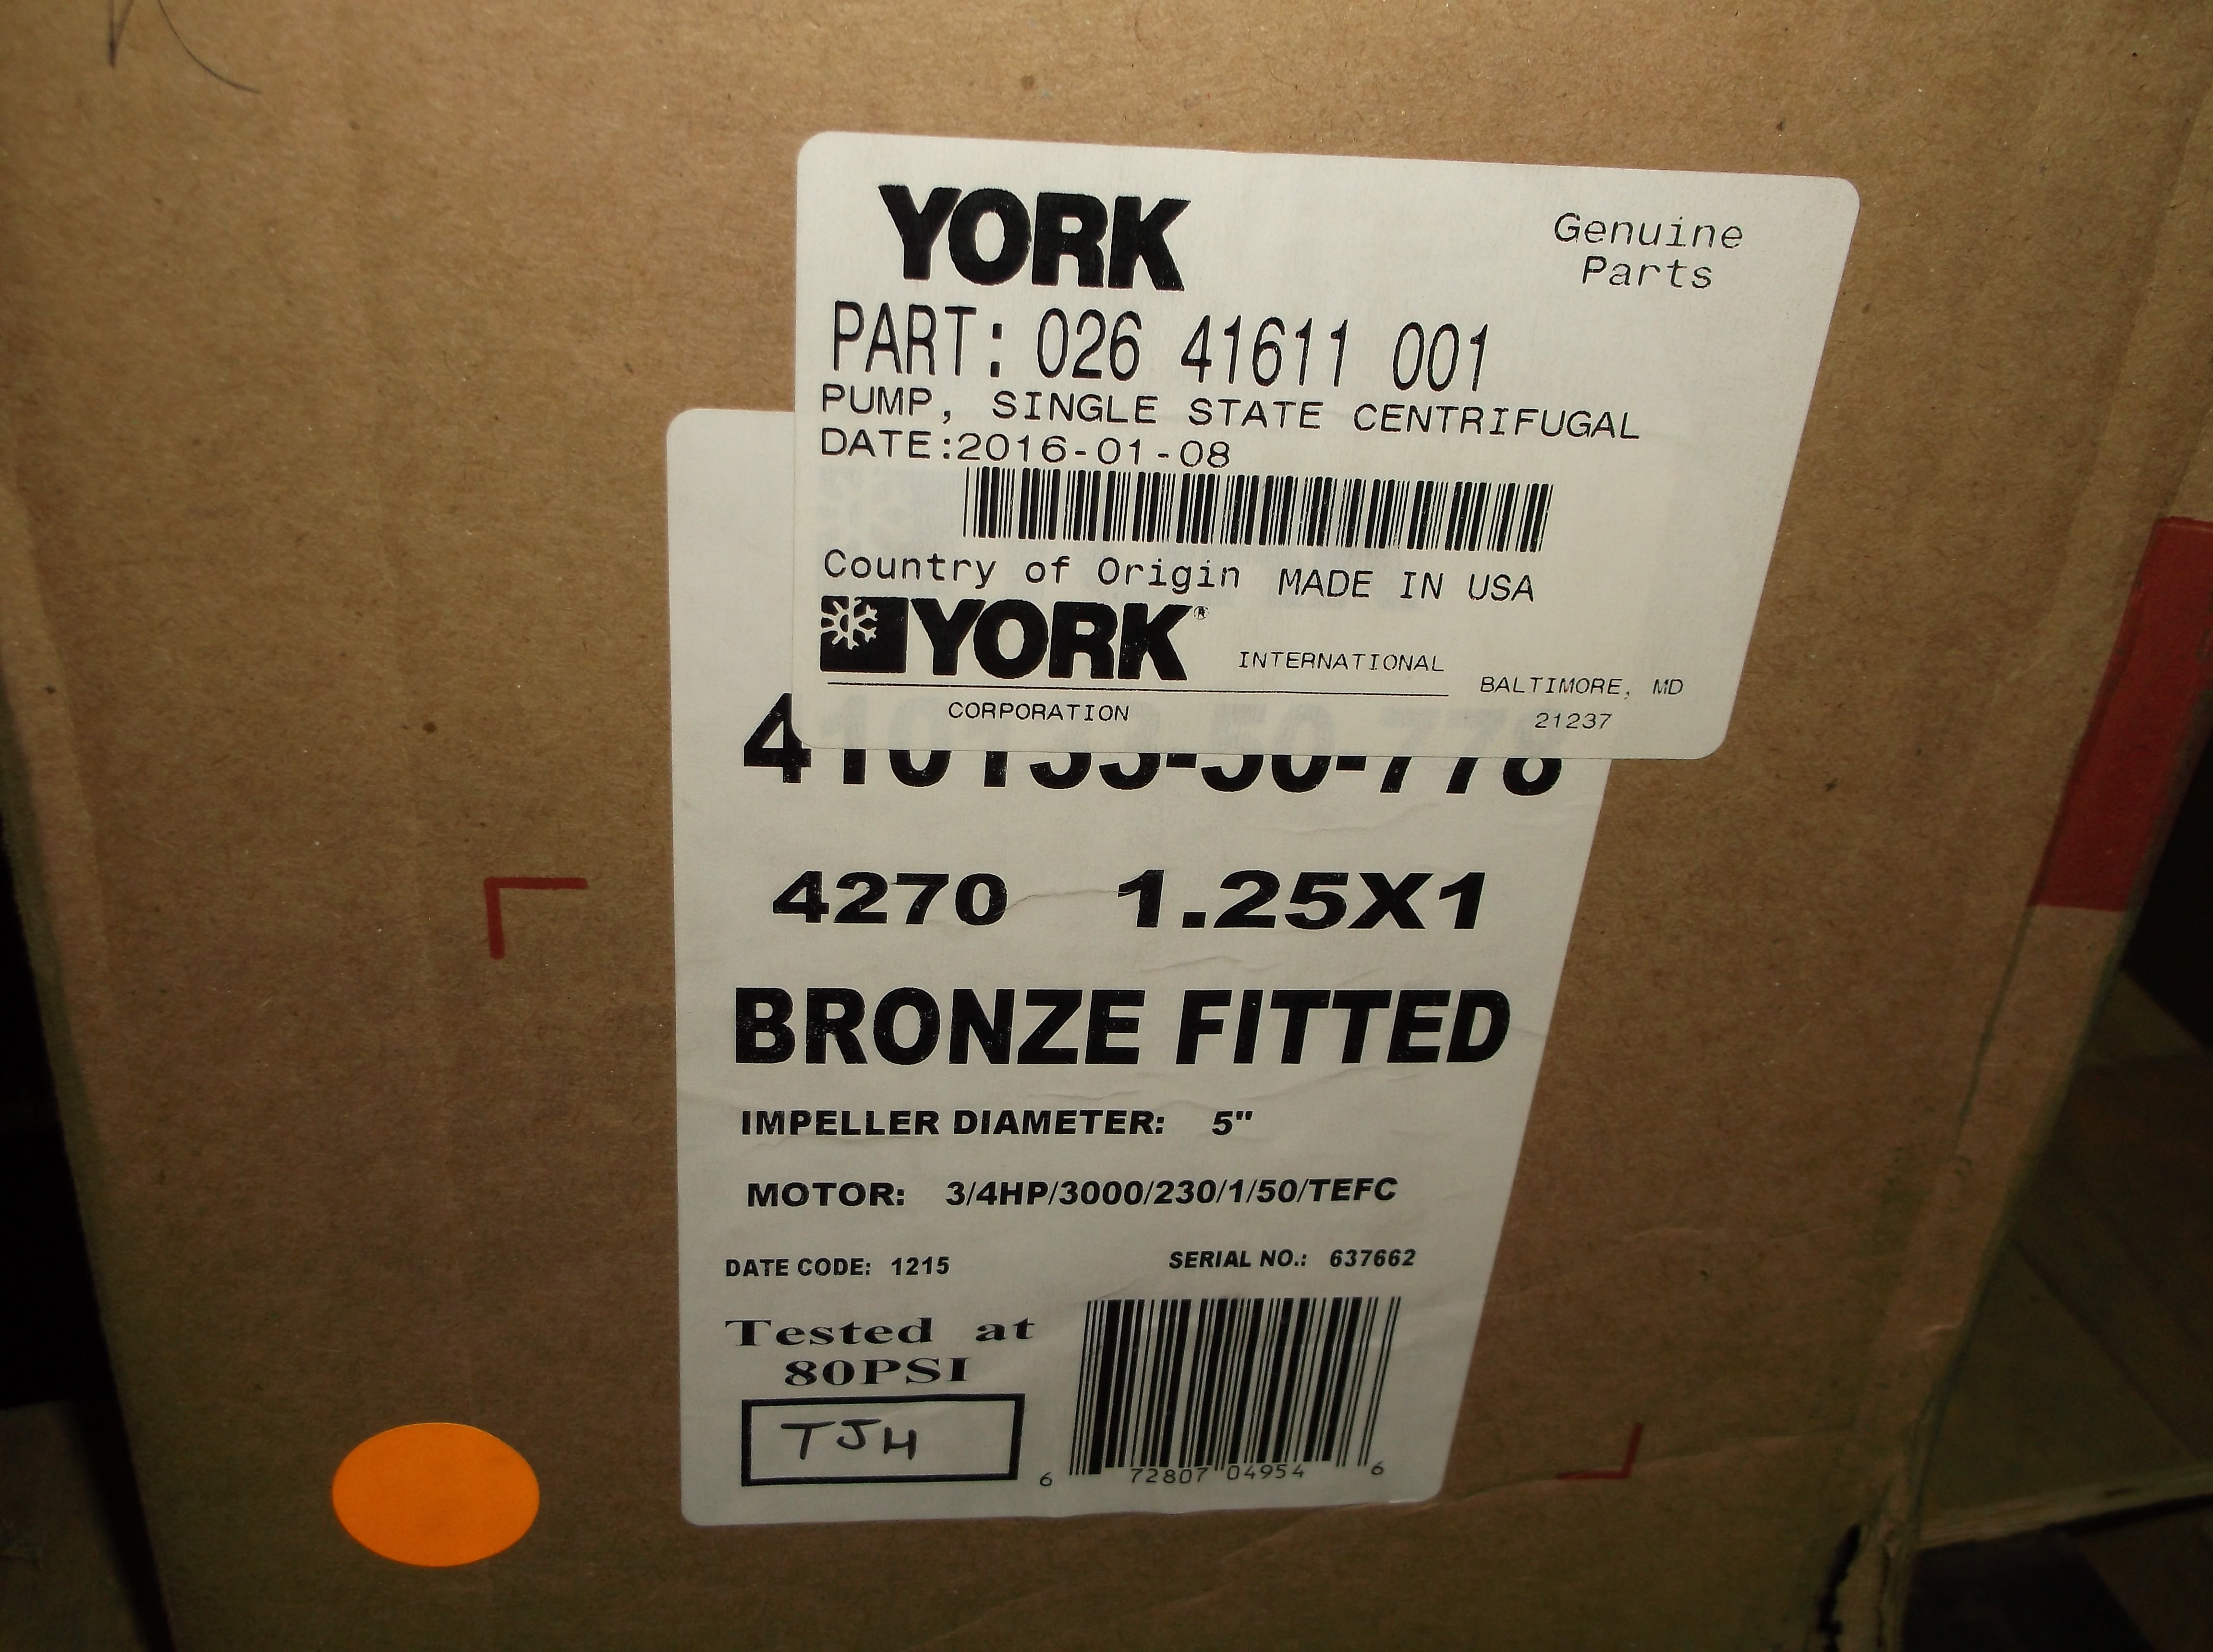 YORK
Genuine
Parts
PART: 026 41611 001
PUMP, SINGLE STATE CENTRIFUGAL
DATE:2016-01-08
Country of Origin MADE IN USA
YORK® INTERNATIONAL
BALTIMORE, MD
CORPORATION
21237
410133-50-778
4270 1.25X1
BRONZE FITTED
IMPELLER DIAMETER: 5"
MOTOR: 3/4HP/3000/230/1/50/TEFC
DATE CODE: 1215 SERIAL NO.: 637662
Tested at
80PSI
TJH
6 72807 04954 6